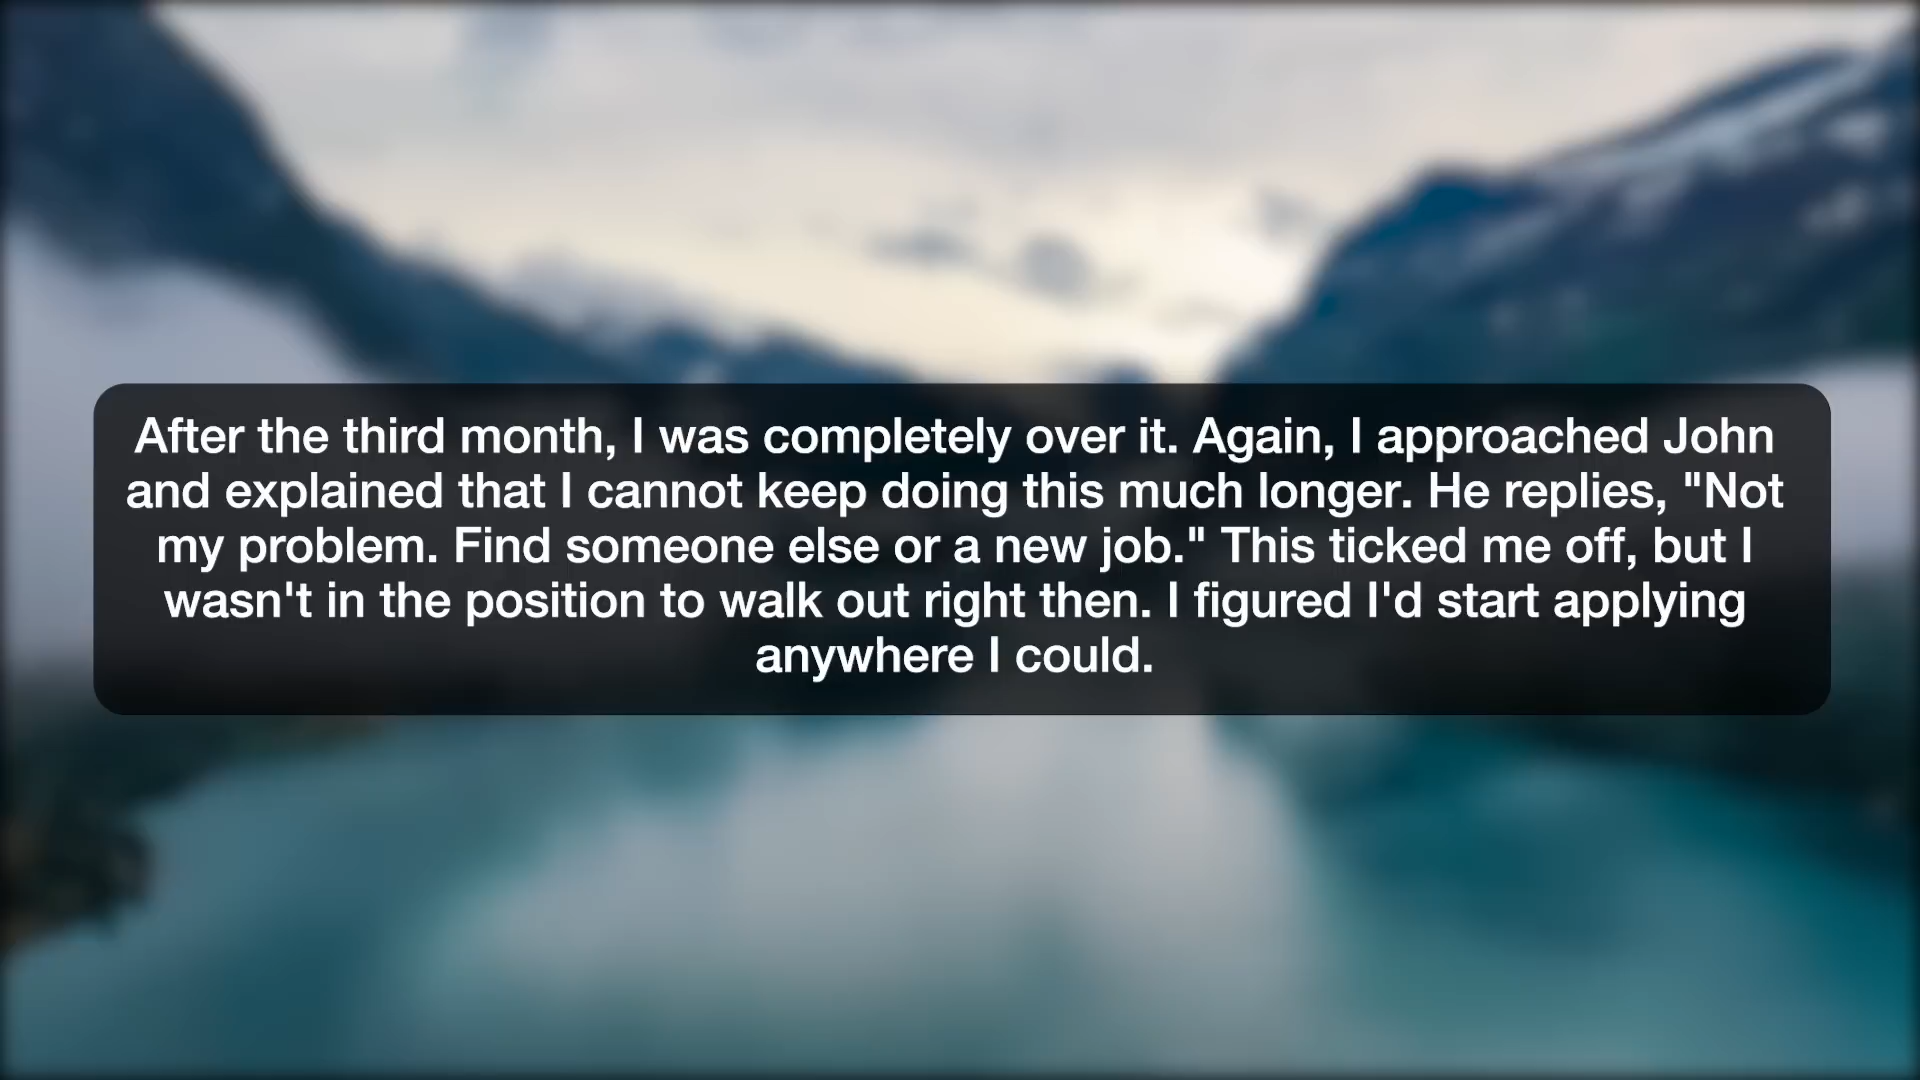 After the third month, I was completely over it. Again, I approached John
and explained that I cannot keep doing this much longer. He replies, "Not
my problem. Find someone else or a new job." This ticked me off, but I
wasn't in the position to walk out right then. I figured I'd start applying
anywhere I could.